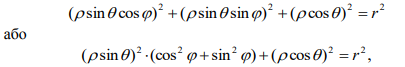 (ρ sin θ cos φ)² + (ρ sin θ sin φ)² + (ρ cos θ)² = r²
або
(ρ sin θ)² · (cos² φ + sin² φ) + (ρ cos θ)² = r²,